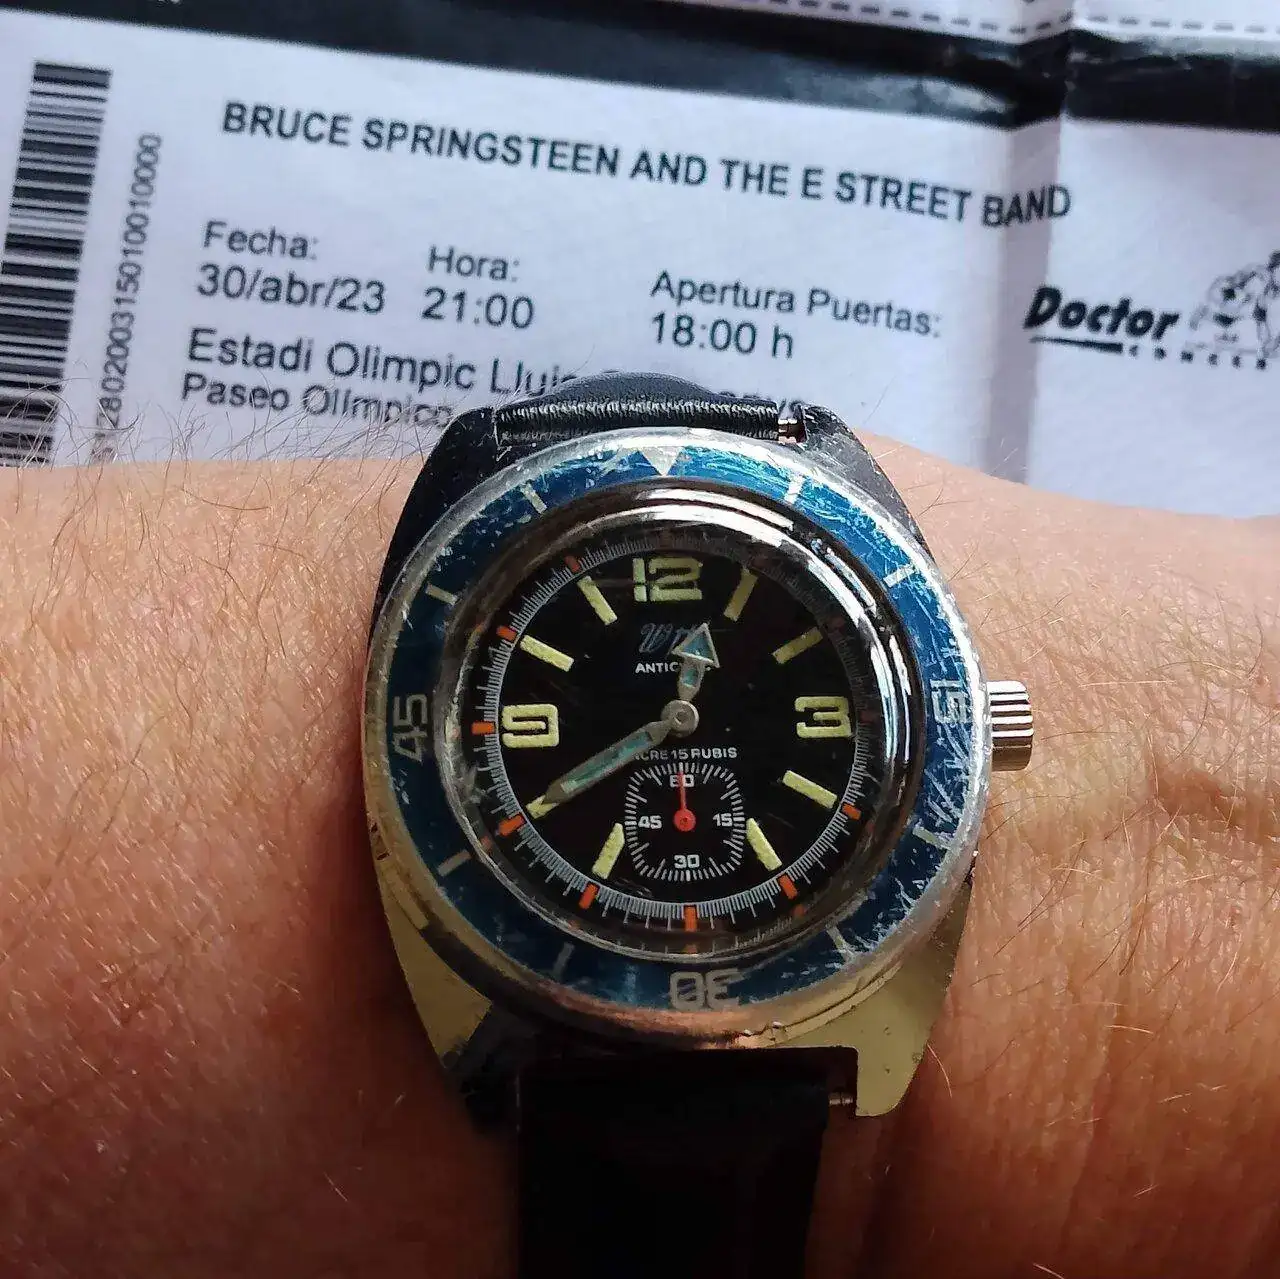 BRUCE SPRINGSTEEN AND THE E STREET BAND
Fecha:
30/abr/23
Hora:
21:00
Apertura Puertas:
18:00 h
Estadi Olimpic
Paseo Olímpico
Doctor
12
3
9
15 RUBIS
60
45 15
30
45
15
30